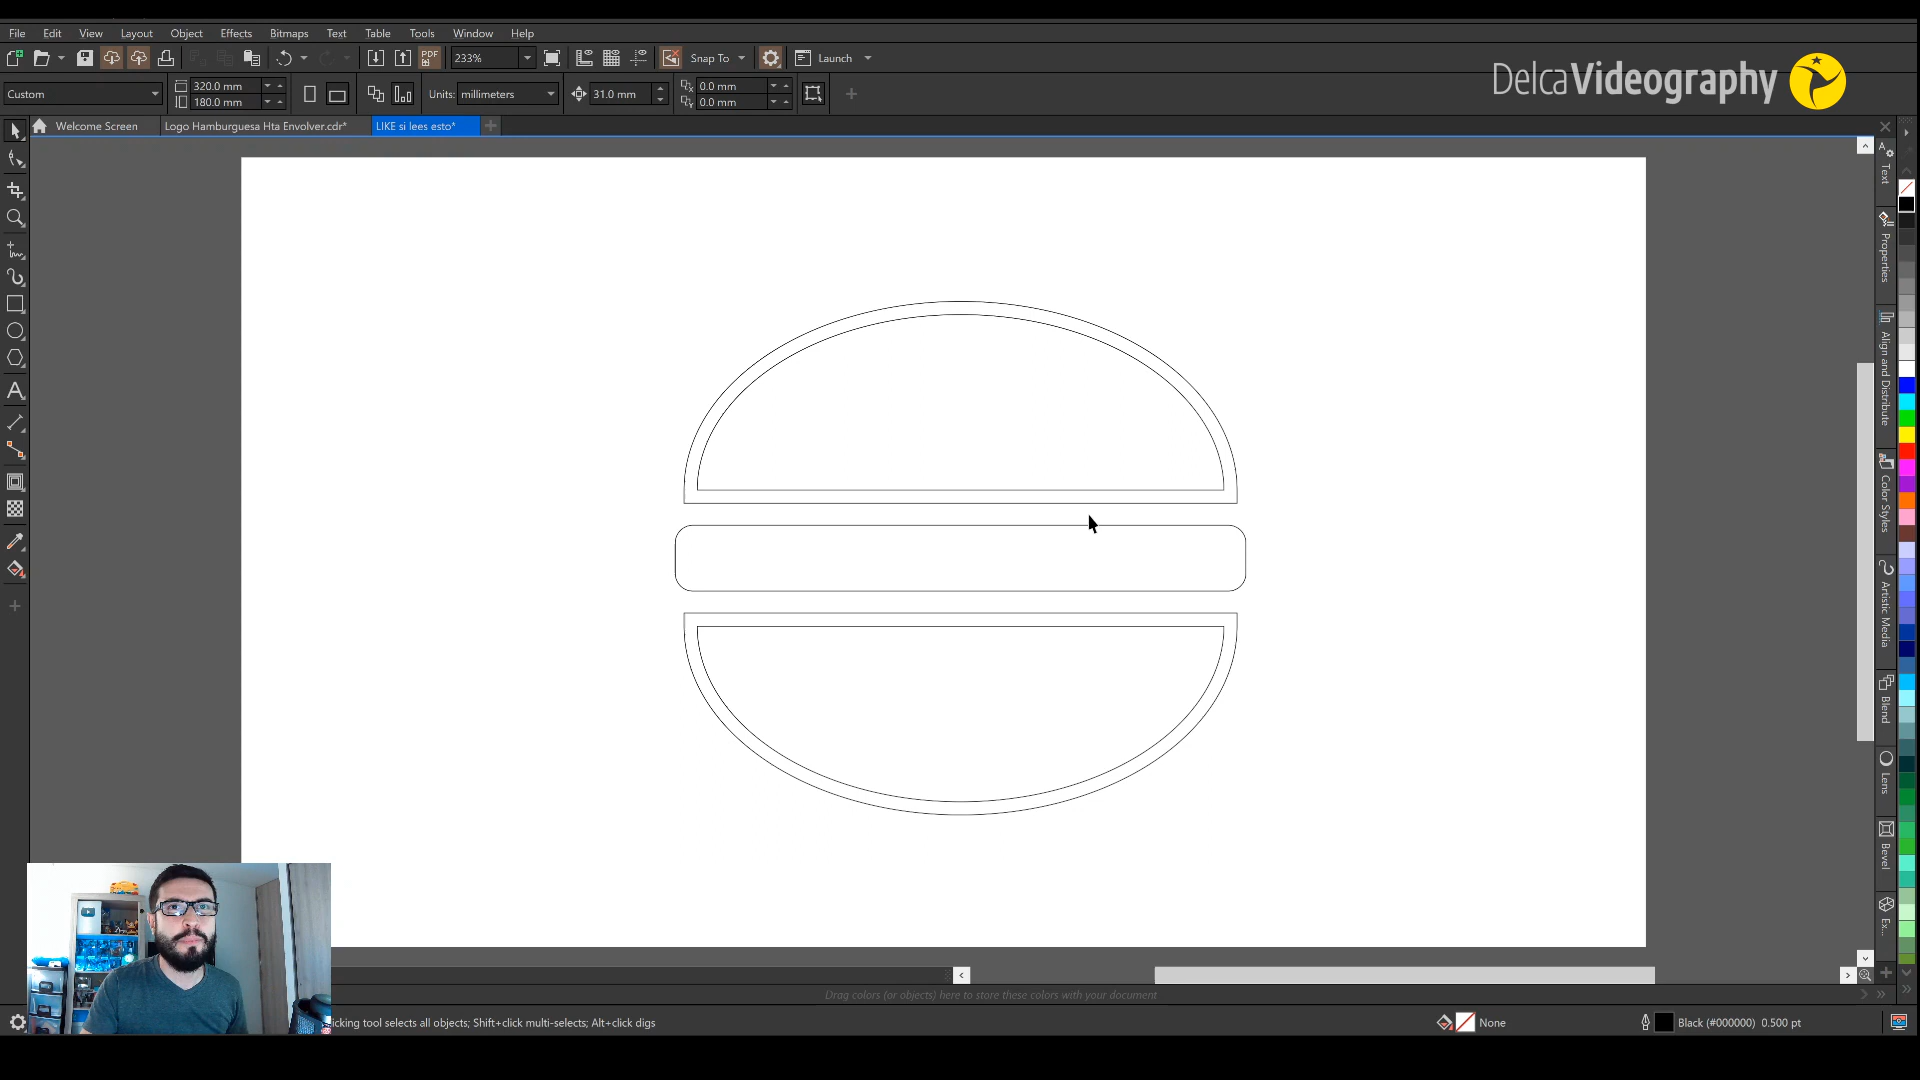 File Edit View Layout Object Effects Bitmaps Text Table Tools Window Help
PDF 233% Snap To Launch
DelcaVideography
Custom 320.0 mm 180.0 mm Units: millimeters 31.0 mm 0.0 mm 0.0 mm
Welcome Screen Logo Hamburguesa Hta Envolver.cdr* LIKE si lees esto*
Text
Properties
Align and Distribute
Color Styles
Artistic Media
Blend
Lens
Bevel
Ex...
Drag colors (or objects) here to store these colors with your document
icking tool selects all objects; Shift+click multi-selects; Alt+click digs
None
Black (#000000) 0.500 pt